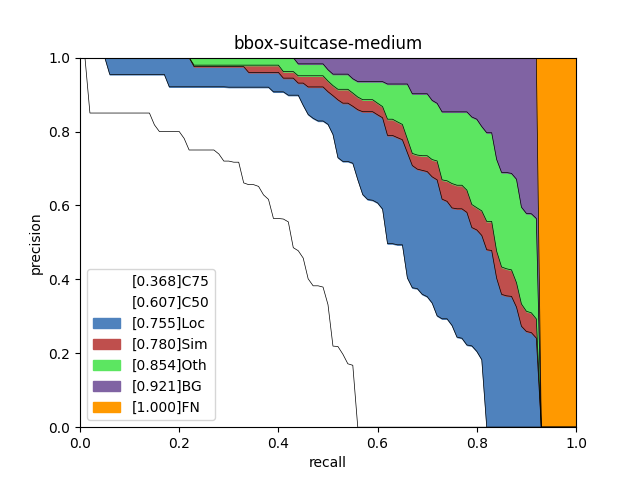 bbox-suitcase-medium
1.0
0.8
0.6
0.4
0.2
0.0
precision
[0.368]C75
[0.607]C50
[0.755]Loc
[0.780]Sim
[0.854]Oth
[0.921]BG
[1.000]FN
0.0 0.2 0.4 0.6 0.8 1.0
recall